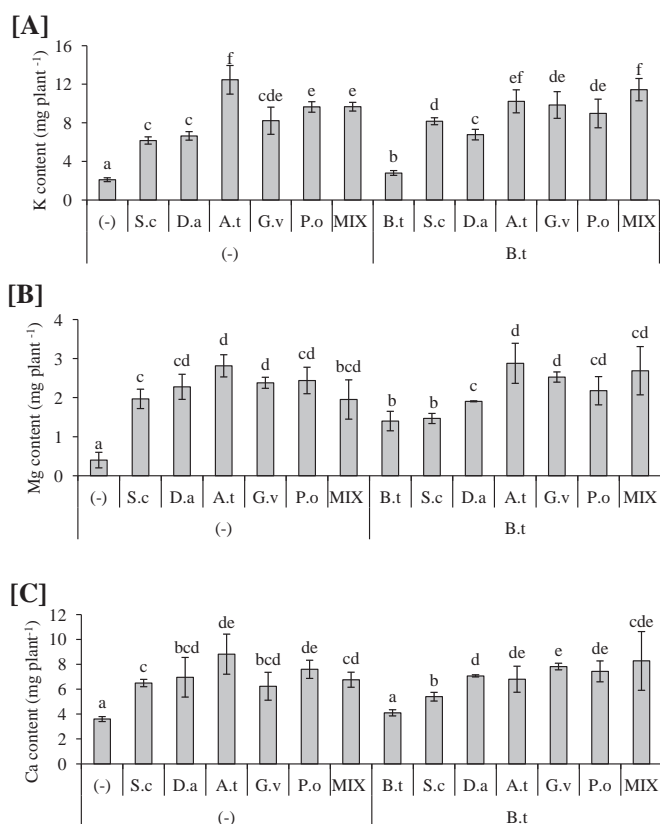 [A]
K content (mg plant ⁻¹)
16
12
8
4
0
a c c f cde e e b d c ef de de f
(-) S.c D.a A.t G.v P.o MIX B.t S.c D.a A.t G.v P.o MIX
(-) B.t
[B]
Mg content (mg plant ⁻¹)
4
3
2
1
0
a c cd d d cd bcd b b c d d cd cd
(-) S.c D.a A.t G.v P.o MIX B.t S.c D.a A.t G.v P.o MIX
(-) B.t
[C]
Ca content (mg plant⁻¹)
12
10
8
6
4
2
0
a c bcd de bcd de cd a b d de e de cde
(-) S.c D.a A.t G.v P.o MIX B.t S.c D.a A.t G.v P.o MIX
(-) B.t